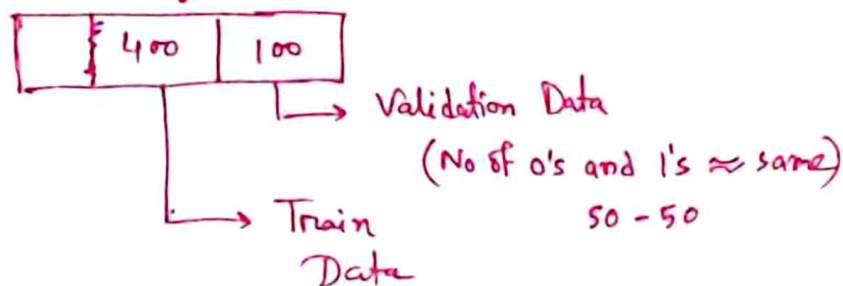 400 100
Validation Data
(No of 0's and 1's ≈ same)
50 - 50
Train
Data